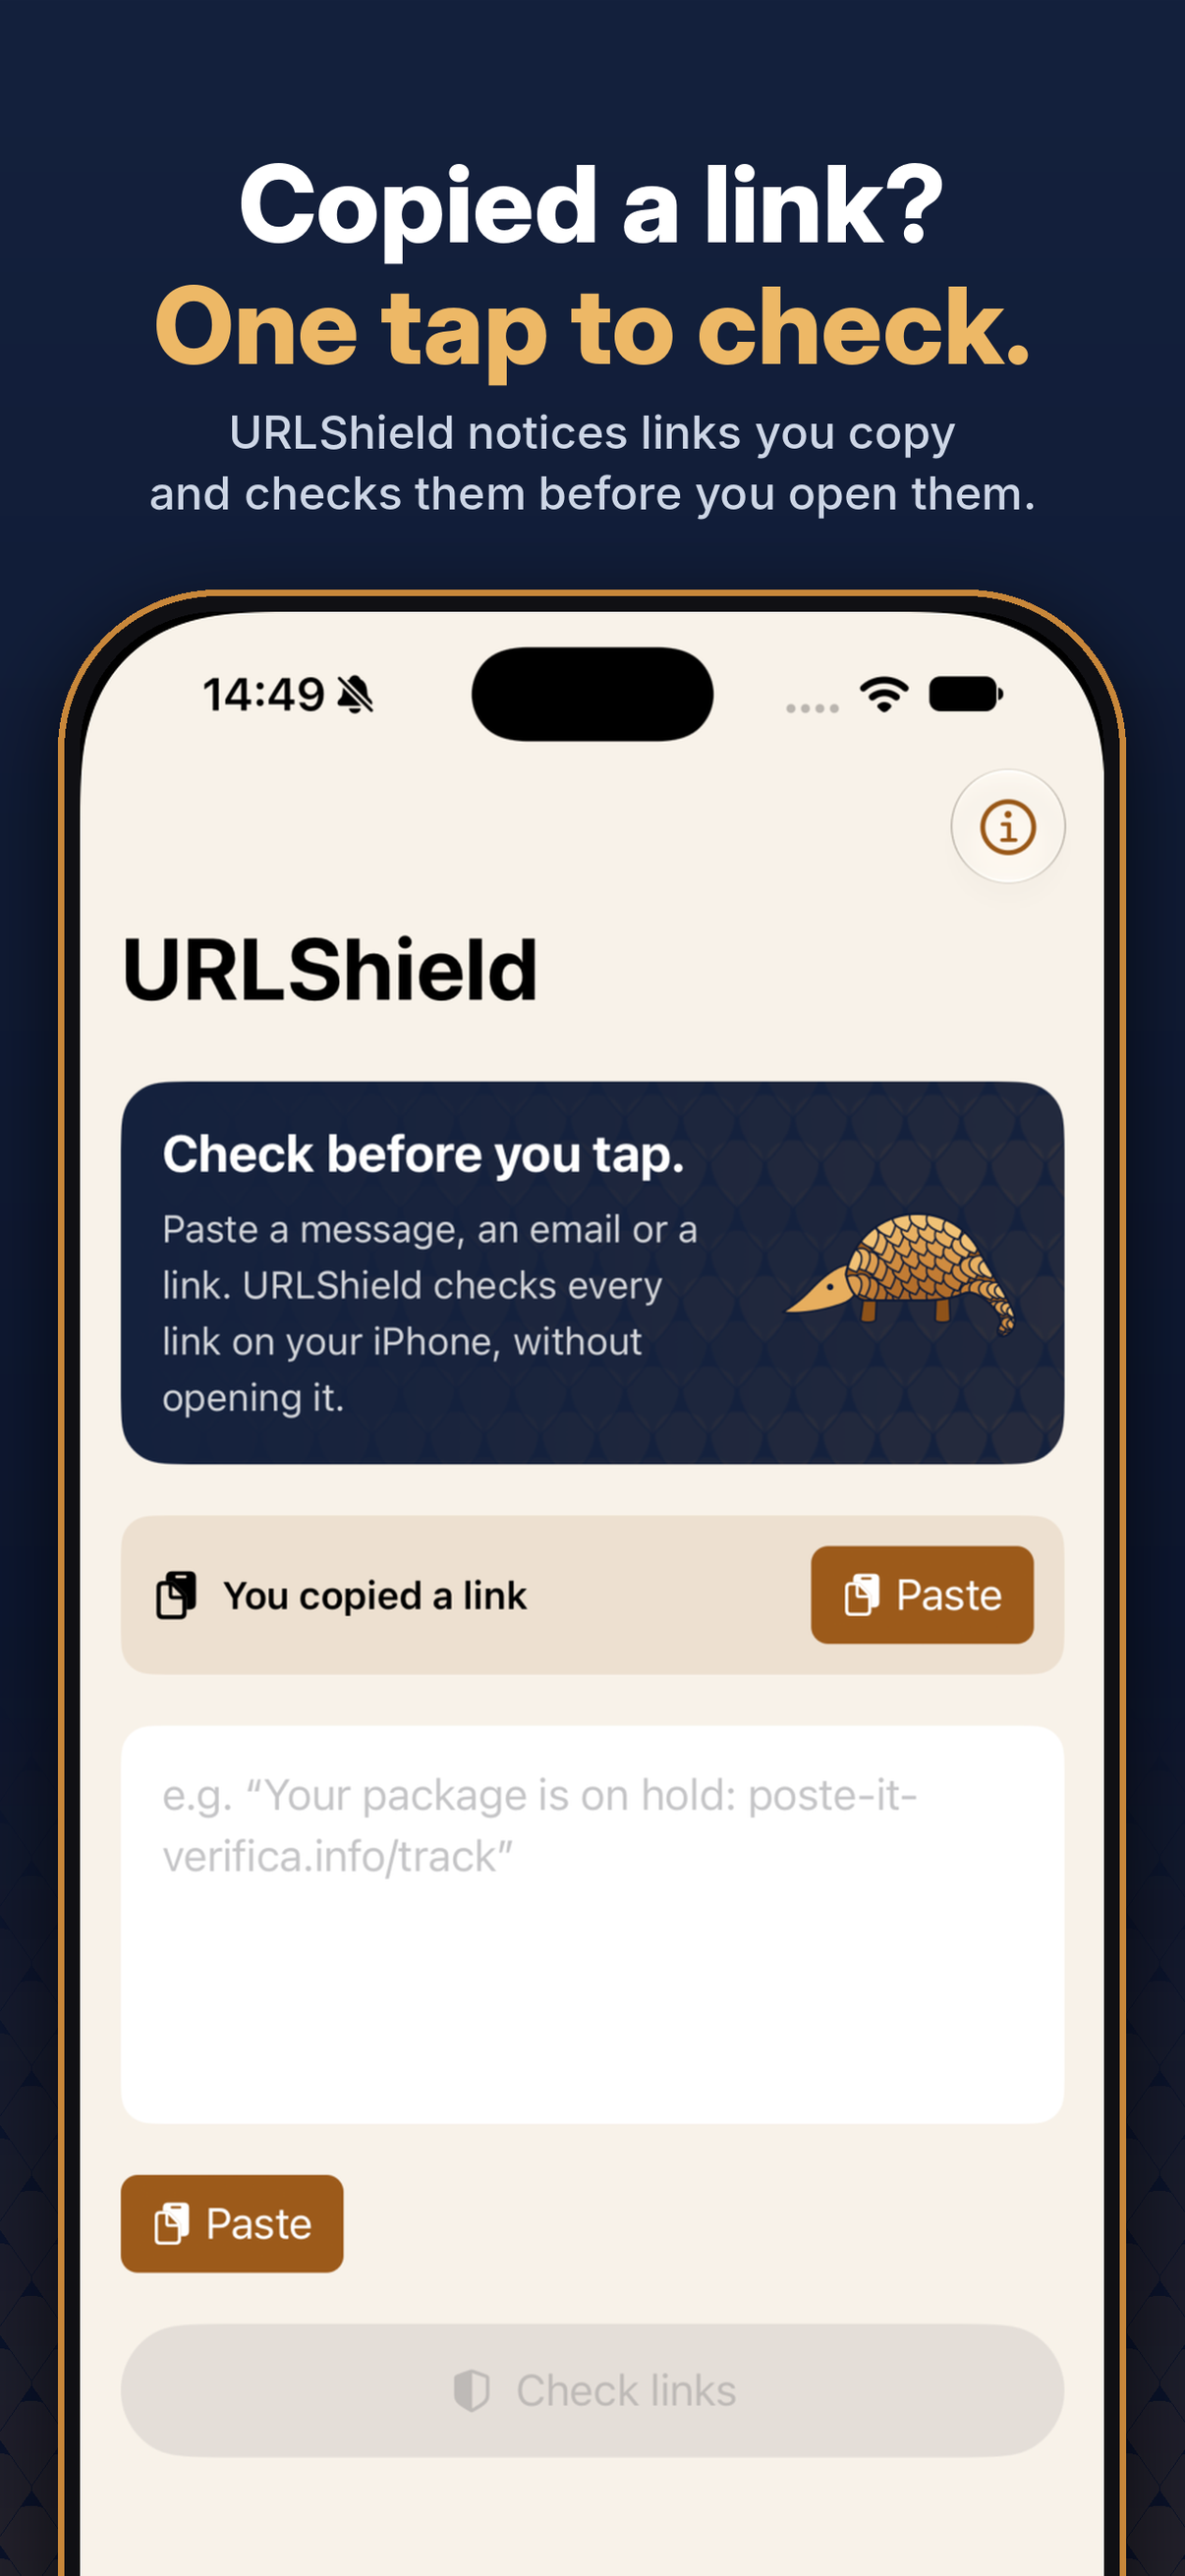 Copied a link?
One tap to check.
URLShield notices links you copy
and checks them before you open them.
14:49
URLShield
Check before you tap.
Paste a message, an email or a
link. URLShield checks every
link on your iPhone, without
opening it.
You copied a link
Paste
e.g. “Your package is on hold: poste-it-
verifica.info/track”
Paste
Check links